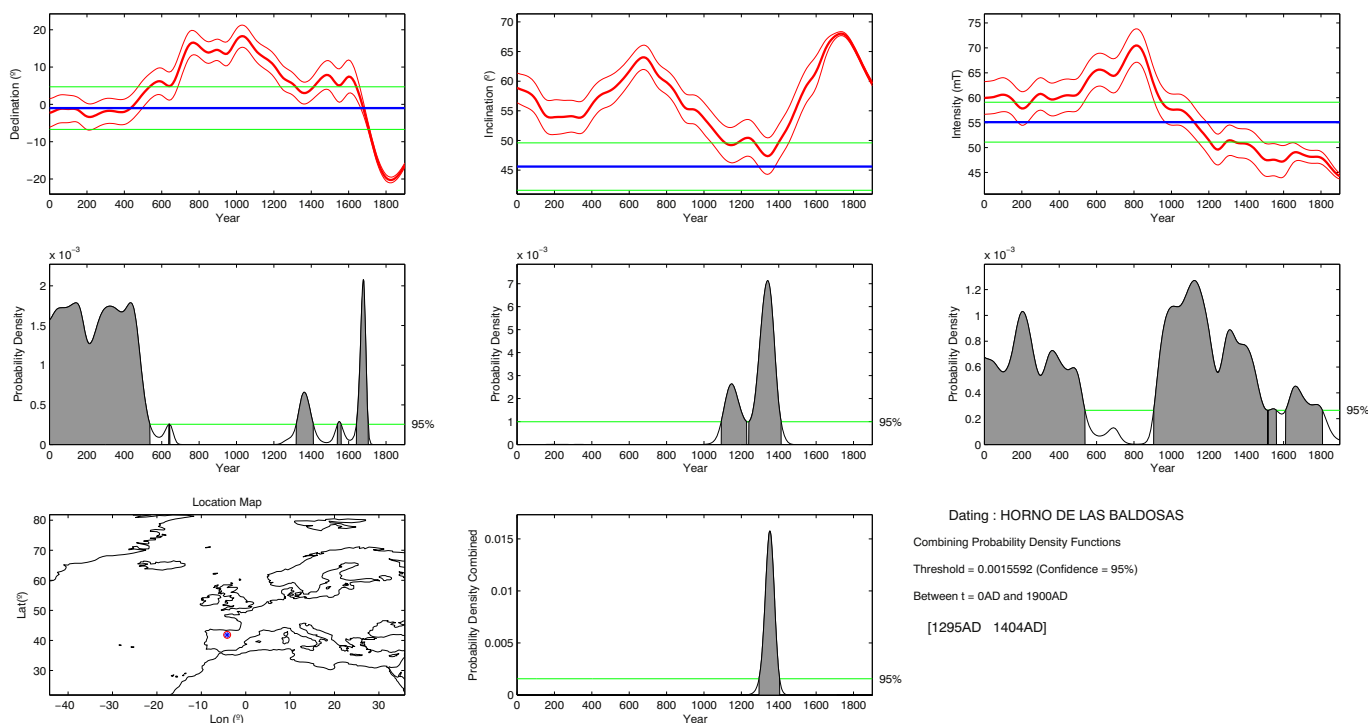 20
10
0
−10
−20
Declination (º)
0 200 400 600 800 1000 1200 1400 1600 1800
Year
70
65
60
55
50
45
Inclination (º)
0 200 400 600 800 1000 1200 1400 1600 1800
Year
75
70
65
60
55
50
45
Intensity (mT)
0 200 400 600 800 1000 1200 1400 1600 1800
Year
x 10−3
2
1.5
1
0.5
0
Probability Density
95%
0 200 400 600 800 1000 1200 1400 1600 1800
Year
x 10−3
7
6
5
4
3
2
1
0
Probability Density
95%
0 200 400 600 800 1000 1200 1400 1600 1800
Year
x 10−3
1.2
1
0.8
0.6
0.4
0.2
0
Probability Density
95%
0 200 400 600 800 1000 1200 1400 1600 1800
Year
Location Map
80
70
60
50
40
30
Lat(º)
−40 −30 −20 −10 0 10 20 30
Lon (º)
0.015
0.01
0.005
0
Probability Density Combined
95%
0 200 400 600 800 1000 1200 1400 1600 1800
Year
Dating : HORNO DE LAS BALDOSAS
Combining Probability Density Functions
Threshold = 0.0015592 (Confidence = 95%)
Between t = 0AD and 1900AD
[1295AD 1404AD]